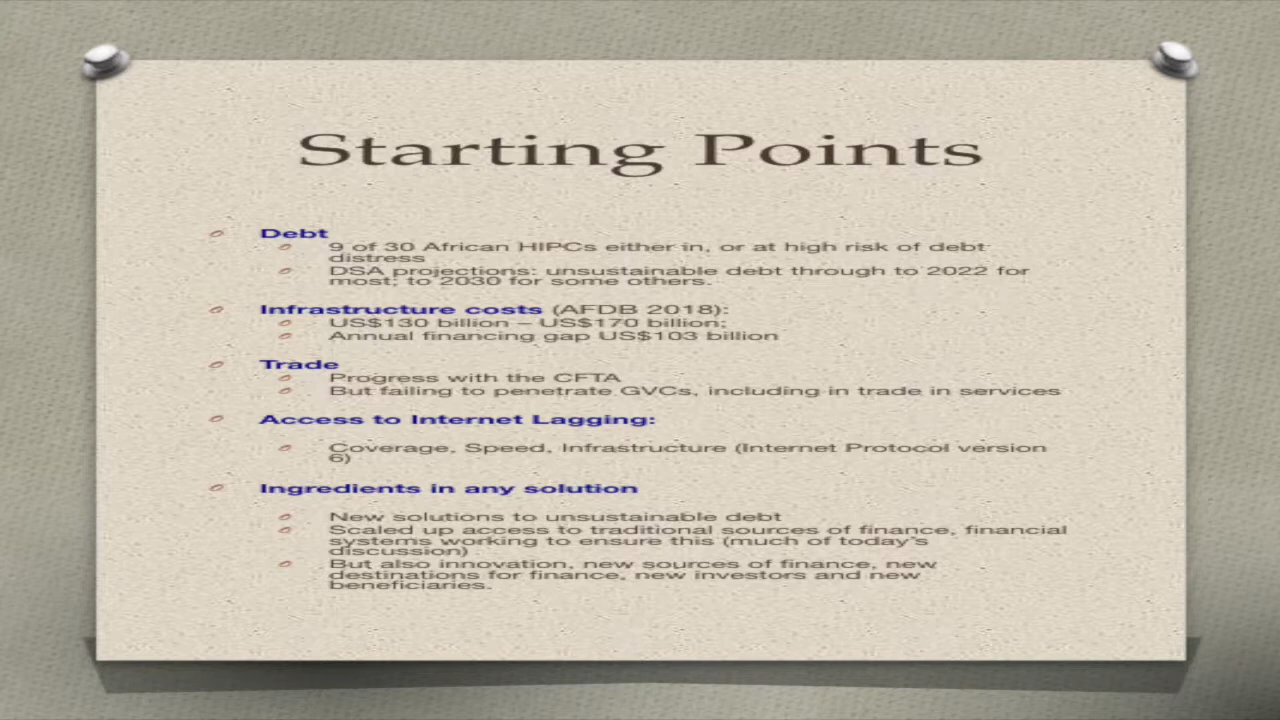 Starting Points
Debt
9 of 30 African HIPCs either in, or at high risk of debt
distress
DSA projections: unsustainable debt through to 2022 for
most; to 2030 for some others.
Infrastructure costs (AFDB 2018):
US$130 billion – US$170 billion;
Annual financing gap US$103 billion
Trade
Progress with the CFTA
But failing to penetrate GVCs, including in trade in services
Access to Internet Lagging:
Coverage, Speed, Infrastructure (Internet Protocol version
6)
Ingredients in any solution
New solutions to unsustainable debt
Scaled up access to traditional sources of finance, financial
systems working to ensure this (much of today's
discussion)
But also innovation, new sources of finance, new
destinations for finance, new investors and new
beneficiaries.